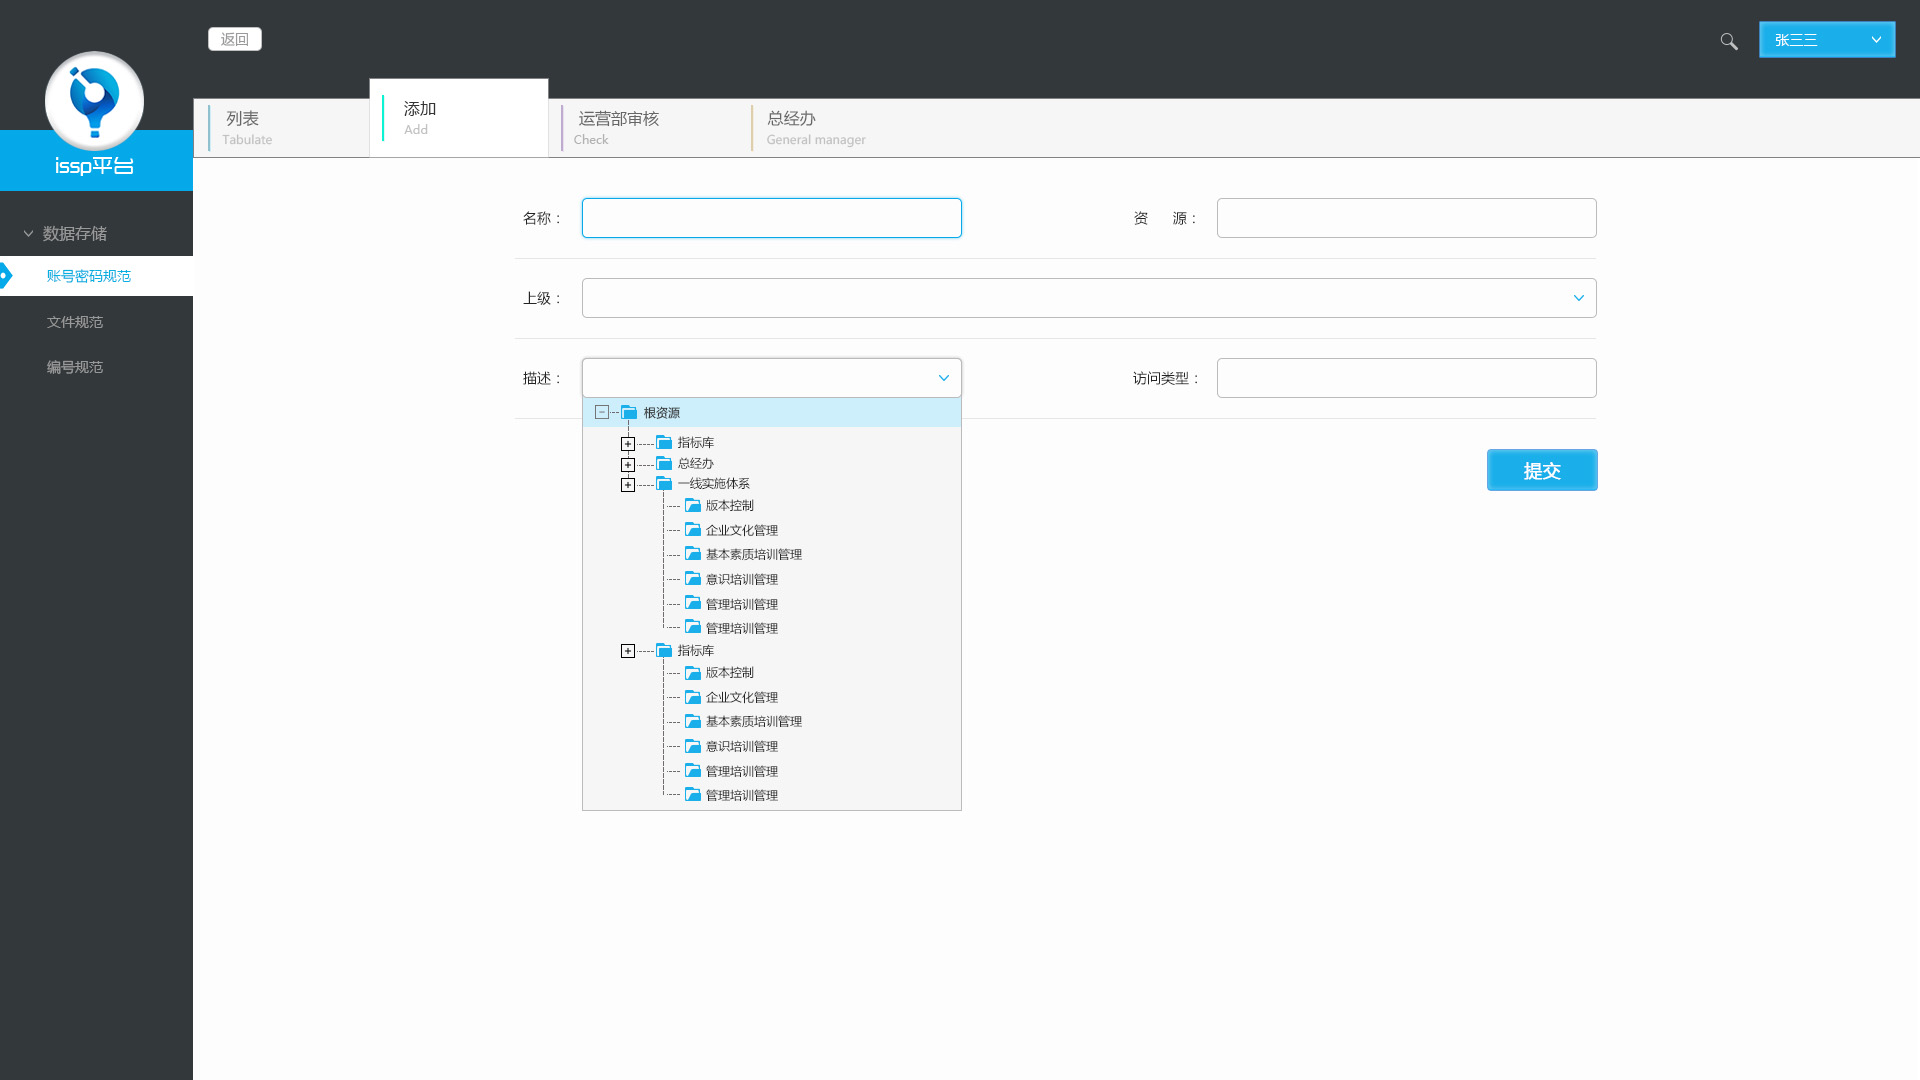 返回
张三三
issp平台
列表
Tabulate
添加
Add
运营部审核
Check
总经办
General manager
数据存储
账号密码规范
文件规范
编号规范
名称：
资 源：
上级：
描述：
访问类型：
根资源
指标库
总经办
一线实施体系
版本控制
企业文化管理
基本素质培训管理
意识培训管理
管理培训管理
管理培训管理
指标库
版本控制
企业文化管理
基本素质培训管理
意识培训管理
管理培训管理
管理培训管理
提交